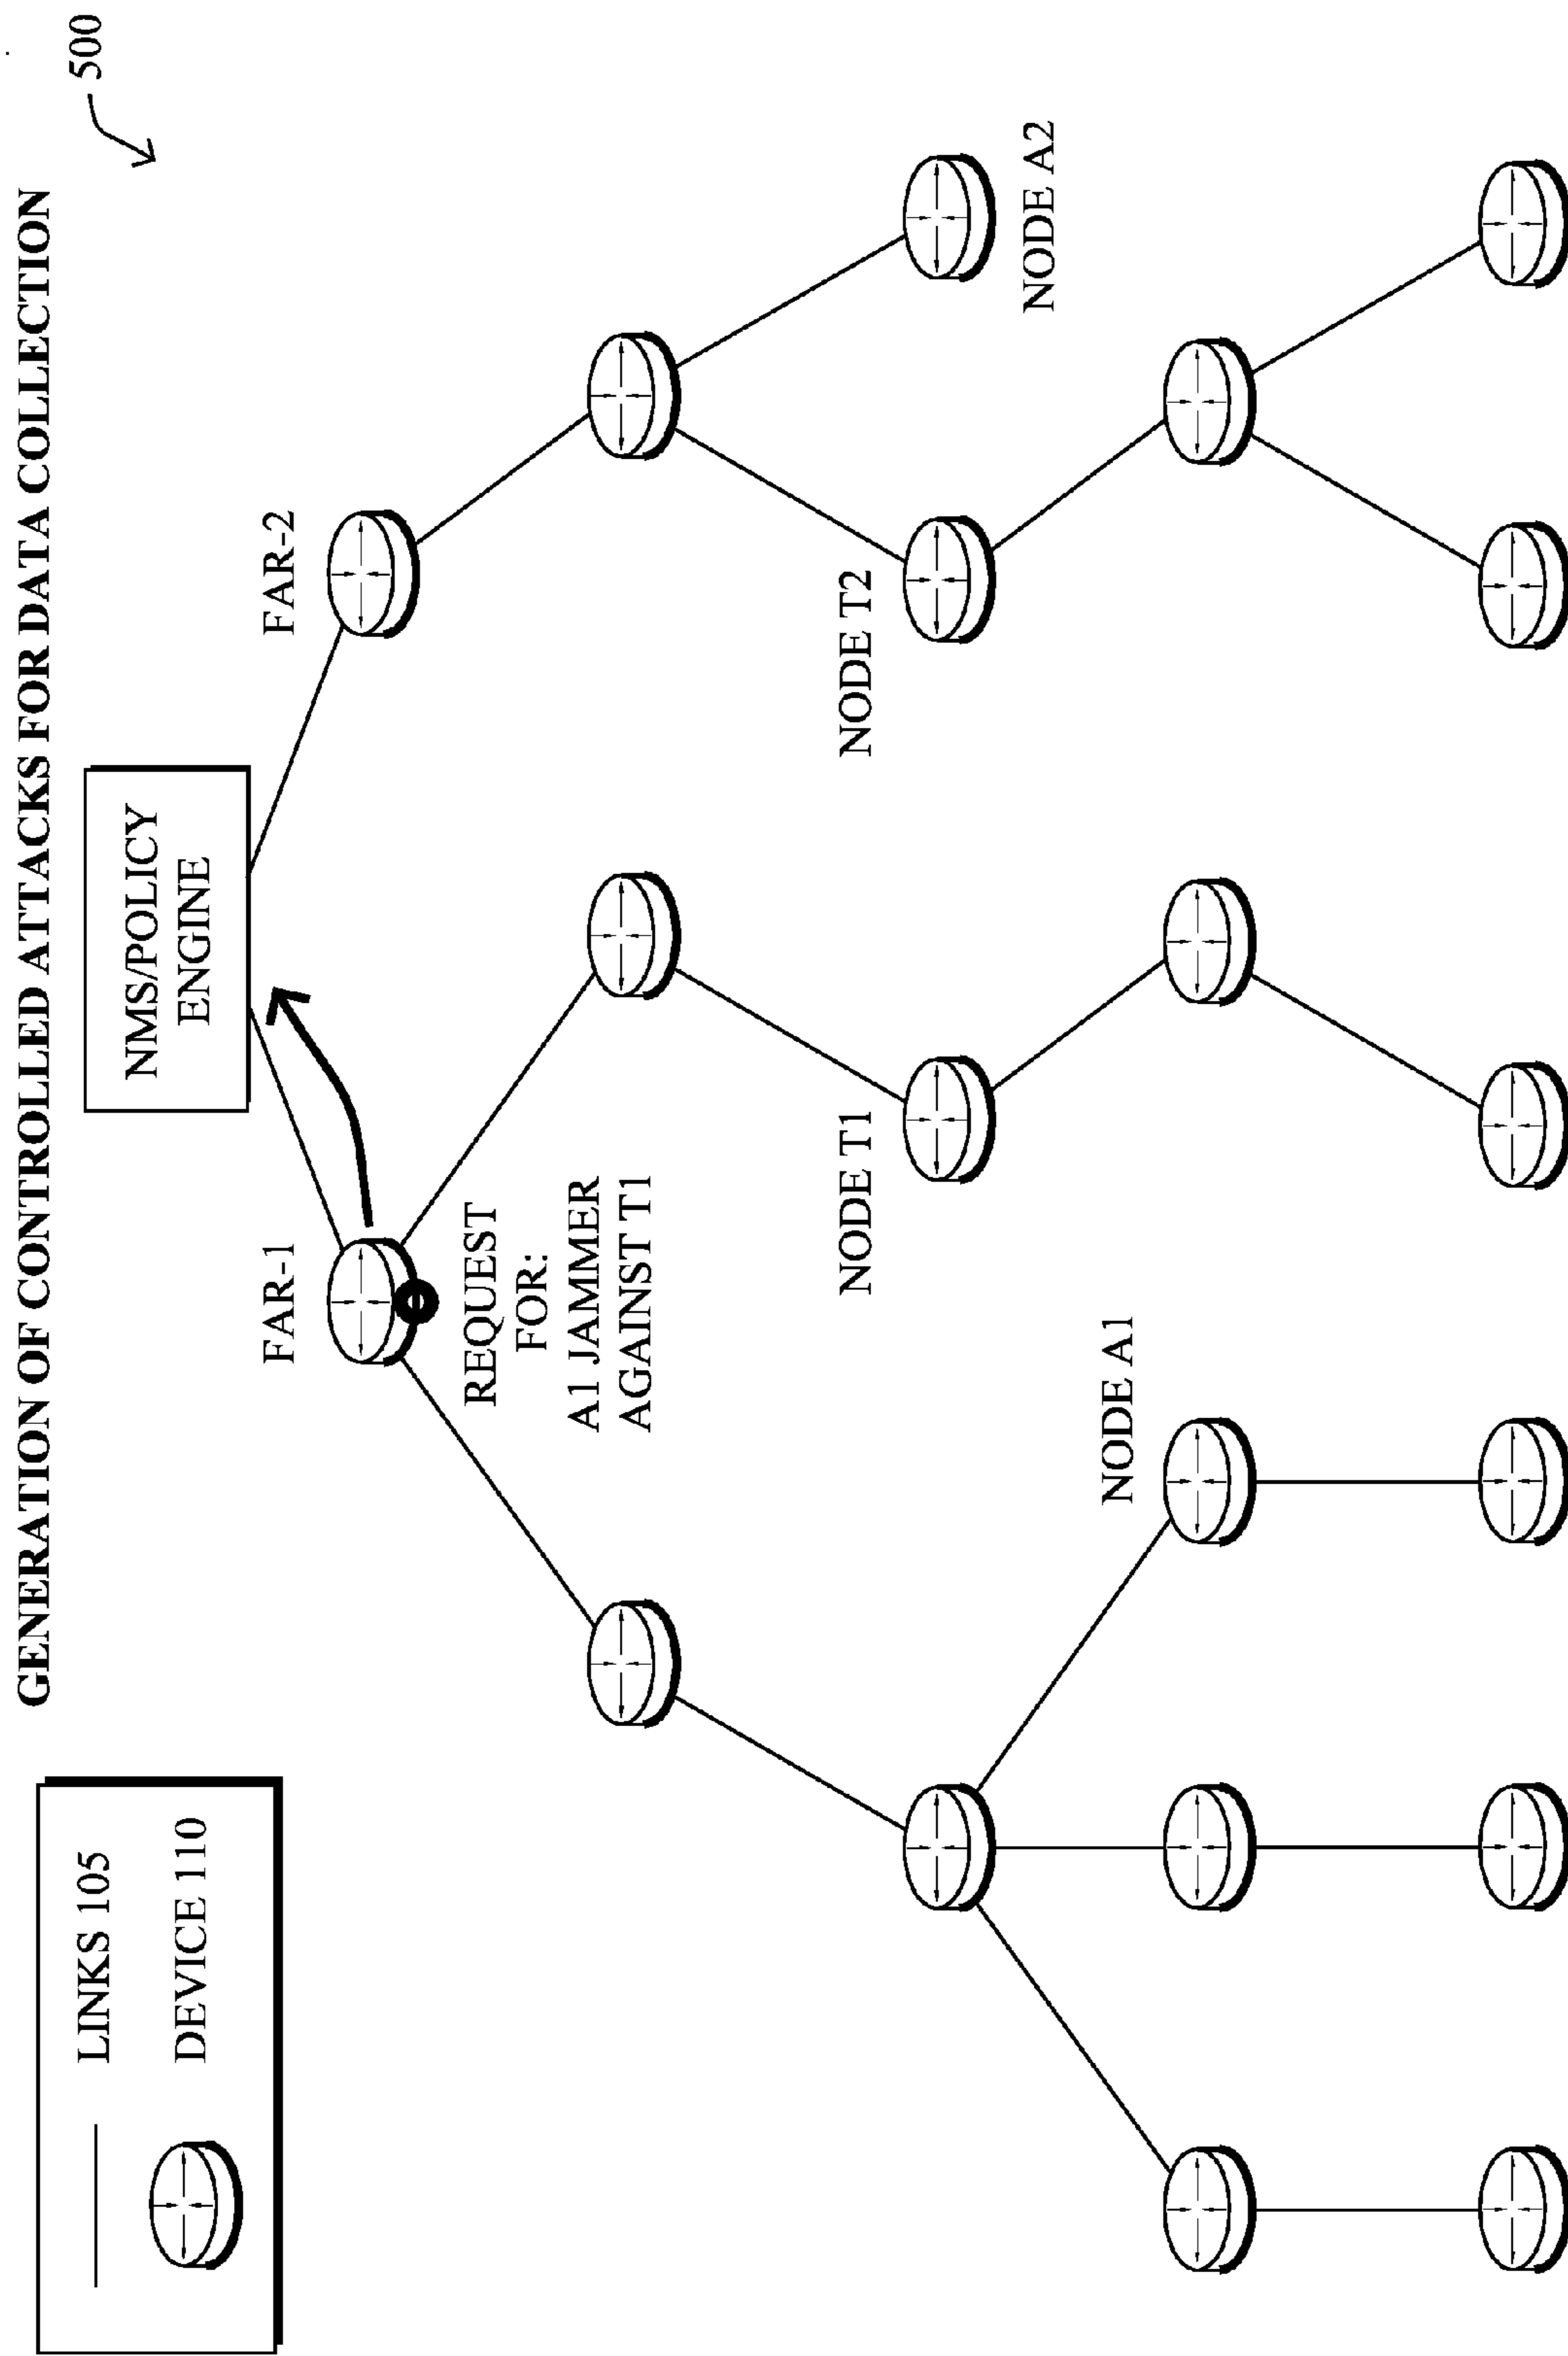 GENERATION OF CONTROLLED ATTACKS FOR DATA COLLECTION
500
LINKS 105
DEVICE 110
NMS/POLICY
ENGINE
FAR-1
FAR-2
REQUEST
FOR:
A1 JAMMER
AGAINST T1
NODE T1
NODE T2
NODE A2
NODE A1